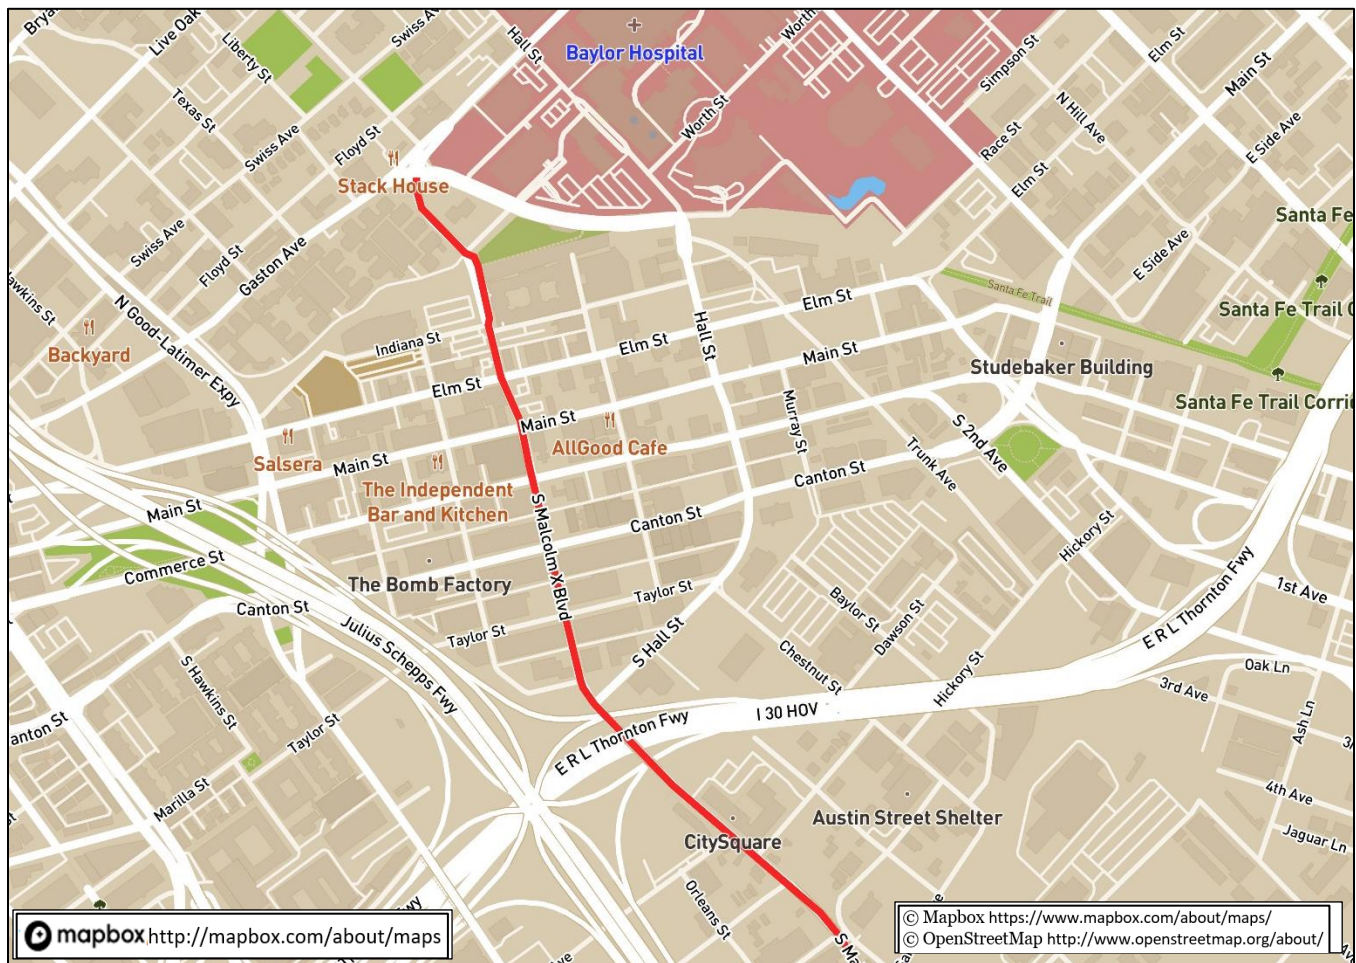 Bryan
Live Oak
Liberty St
Swiss Ave
Hall St
Baylor Hospital
Worth
Simpson St
Elm St
Main St
Texas St
Swiss Ave
Floyd St
Worth St
N Hill Ave
Race St
E Side Ave
Stack House
Elm St
Santa Fe
Swiss Ave
Floyd St
Gaston Ave
E Side Ave
Hawkins St
N Good-Latimer Expy
Santa Fe Trail
Santa Fe Trail C
Elm St
Hall St
Backyard
Indiana St
Elm St
Main St
Studebaker Building
Elm St
Santa Fe Trail Corri
Main St
AllGood Cafe
Murray St
S 2nd Ave
Trunk Ave
Salsera
Main St
The Independent
Bar and Kitchen
Canton St
Main St
S Malcolm X Blvd
Canton St
Hickory St
Commerce St
The Bomb Factory
Canton St
Taylor St
Baylor St
Dawson St
1st Ave
Julius Schepps Fwy
Taylor St
S Hall St
Chestnut St
E R L Thornton Fwy
S Hawkins St
Hickory St
Oak Ln
3rd Ave
anton St
Taylor St
E R L Thornton Fwy
I 30 HOV
Ash Ln
3r
Marilla St
4th Ave
Austin Street Shelter
CitySquare
Jaguar Ln
St
Orleans St
wy
S Ma
mapbox http://mapbox.com/about/maps
© Mapbox https://www.mapbox.com/about/maps/
© OpenStreetMap http://www.openstreetmap.org/about/